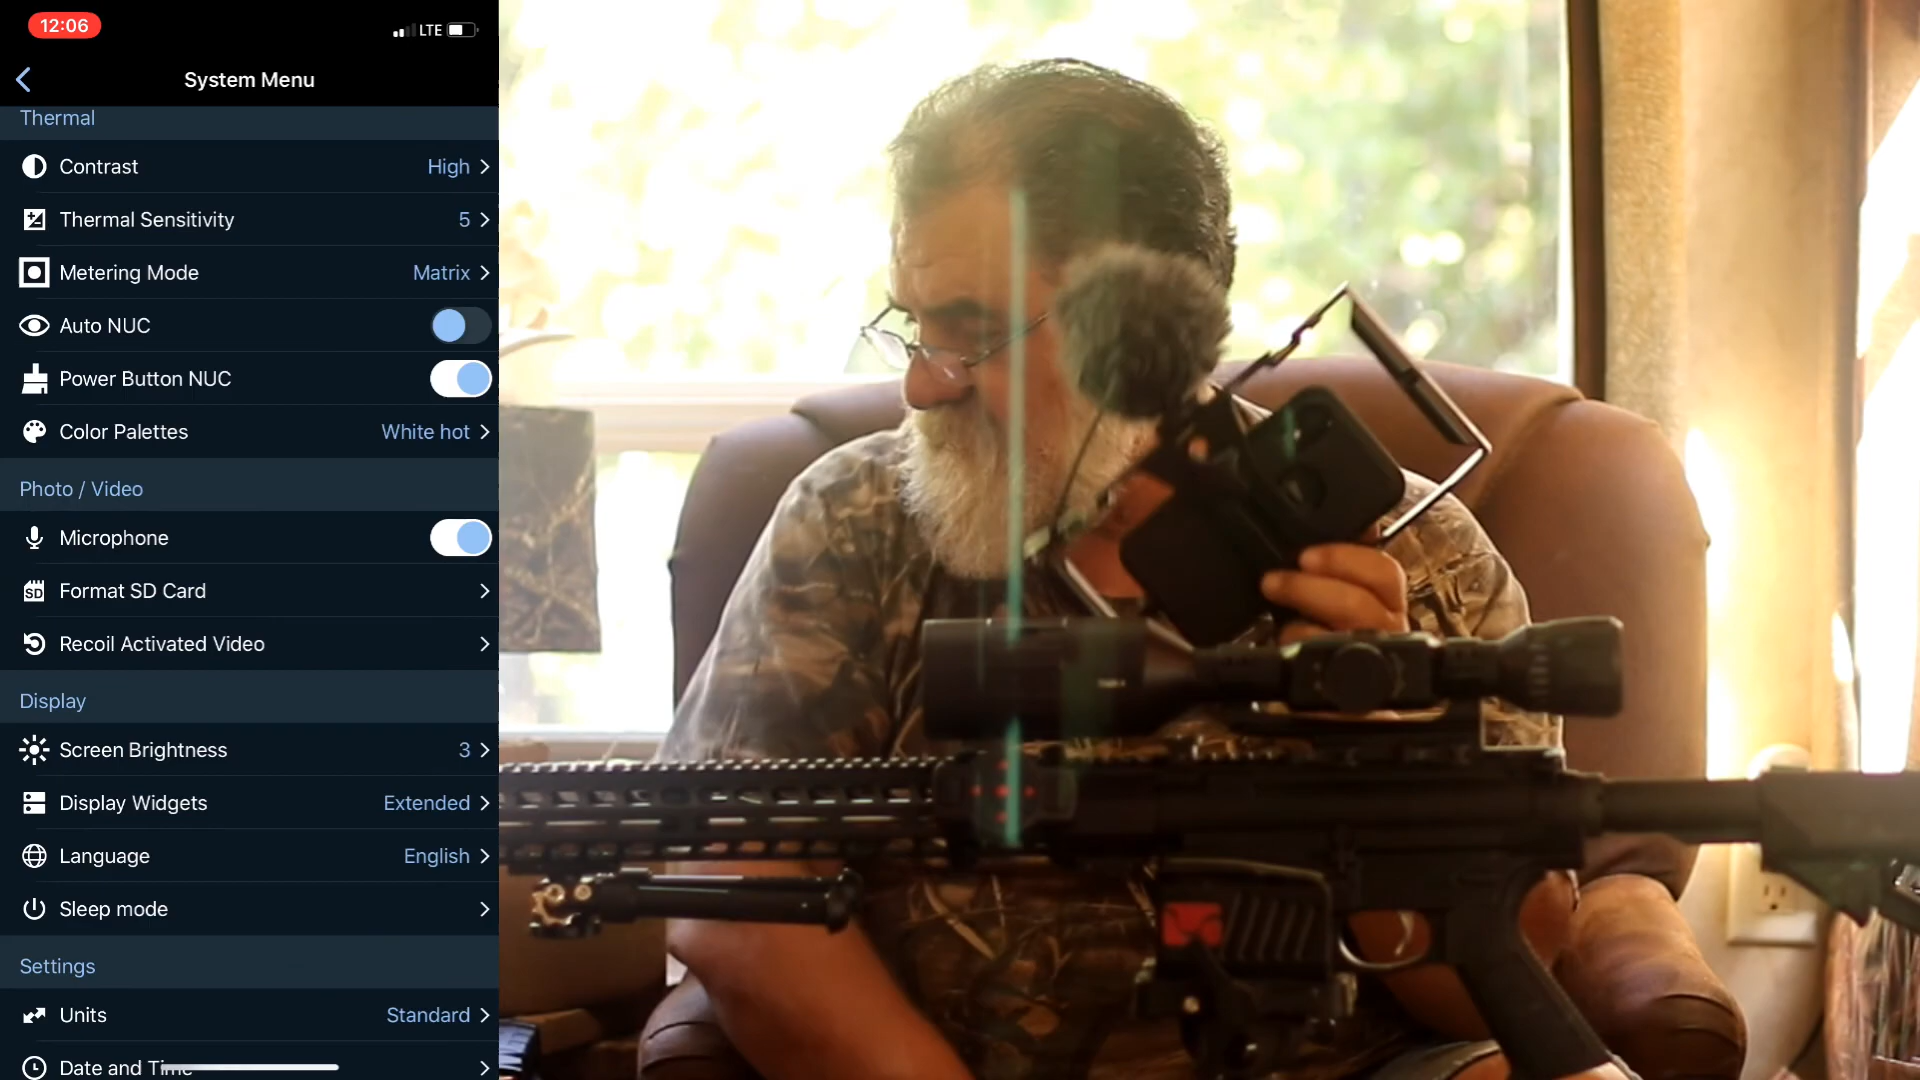 12:06
LTE
System Menu
Thermal
Contrast High
Thermal Sensitivity 5
Metering Mode Matrix
Auto NUC
Power Button NUC
Color Palettes White hot
Photo / Video
Microphone
SD Format SD Card
Recoil Activated Video
Display
Screen Brightness 3
Display Widgets Extended
Language English
Sleep mode
Settings
Units Standard
Date and Time